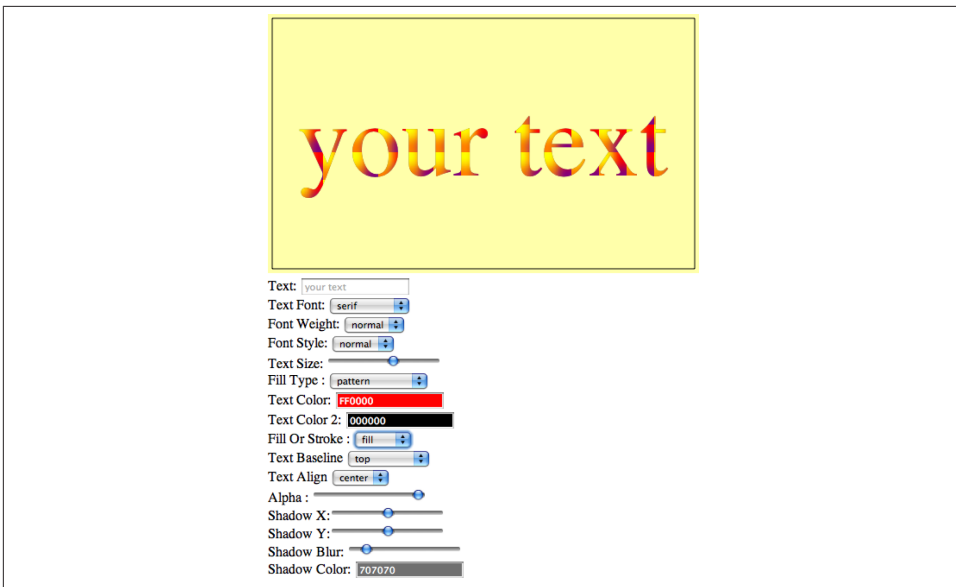 your text
Text: your text
Text Font: serif
Font Weight: normal
Font Style: normal
Text Size:
Fill Type : pattern
Text Color: FF0000
Text Color 2: 000000
Fill Or Stroke : fill
Text Baseline top
Text Align center
Alpha :
Shadow X:
Shadow Y:
Shadow Blur:
Shadow Color: 707070